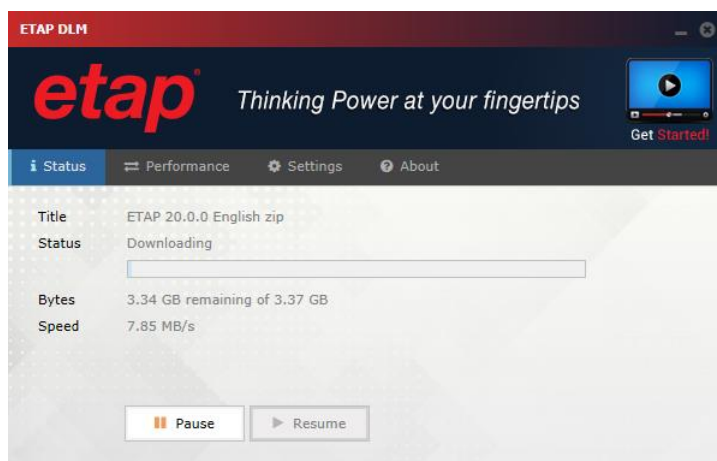 ETAP DLM
etap®
Thinking Power at your fingertips
Get Started!
i Status
Performance
Settings
About
Title ETAP 20.0.0 English zip
Status Downloading
Bytes 3.34 GB remaining of 3.37 GB
Speed 7.85 MB/s
Pause
Resume